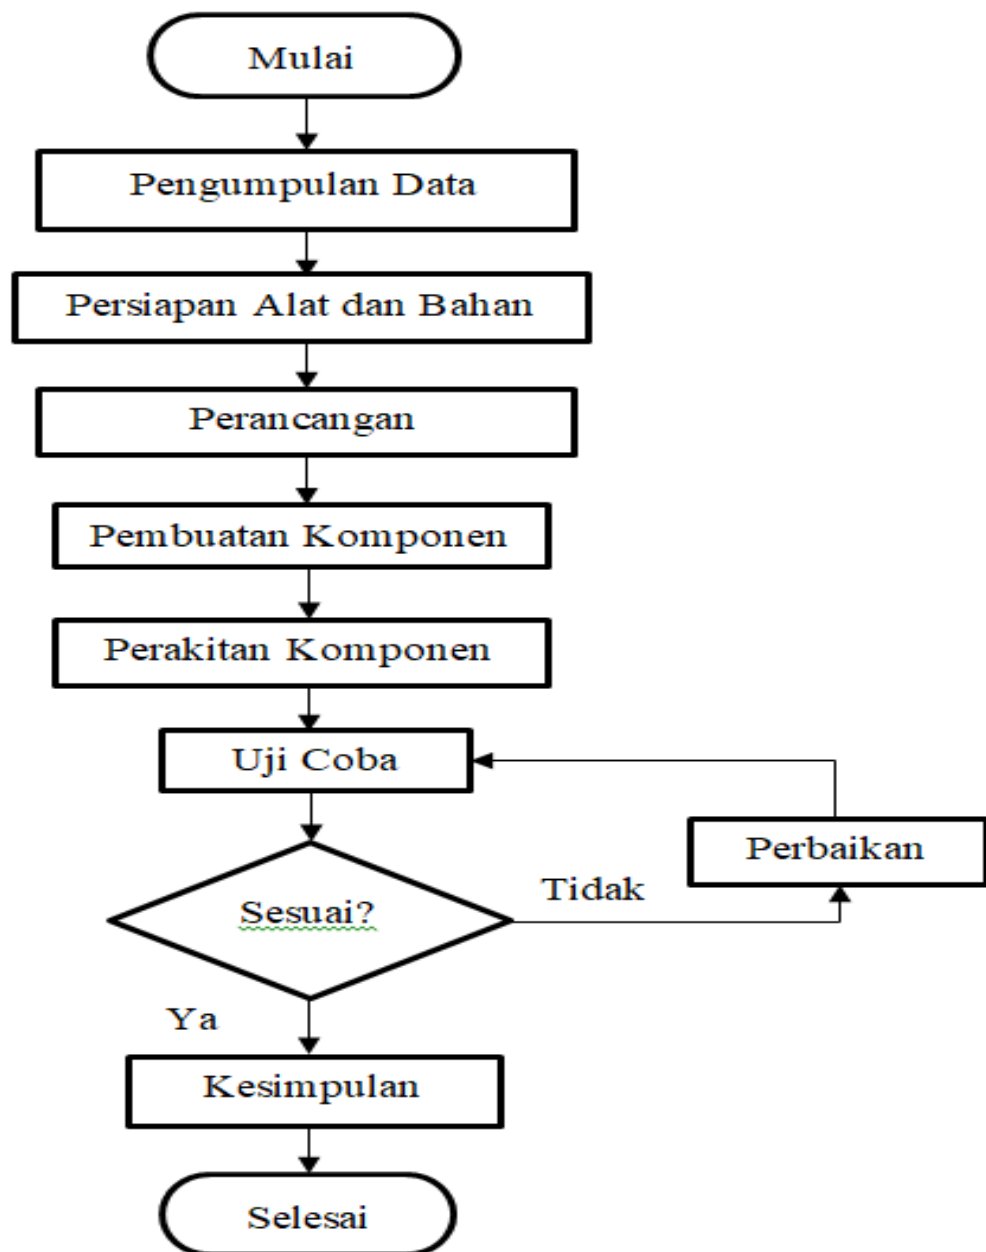 Mulai
Pengumpulan Data
Persiapan Alat dan Bahan
Perancangan
Pembuatan Komponen
Perakitan Komponen
Uji Coba
Perbaikan
Tidak
Sesuai?
Ya
Kesimpulan
Selesai